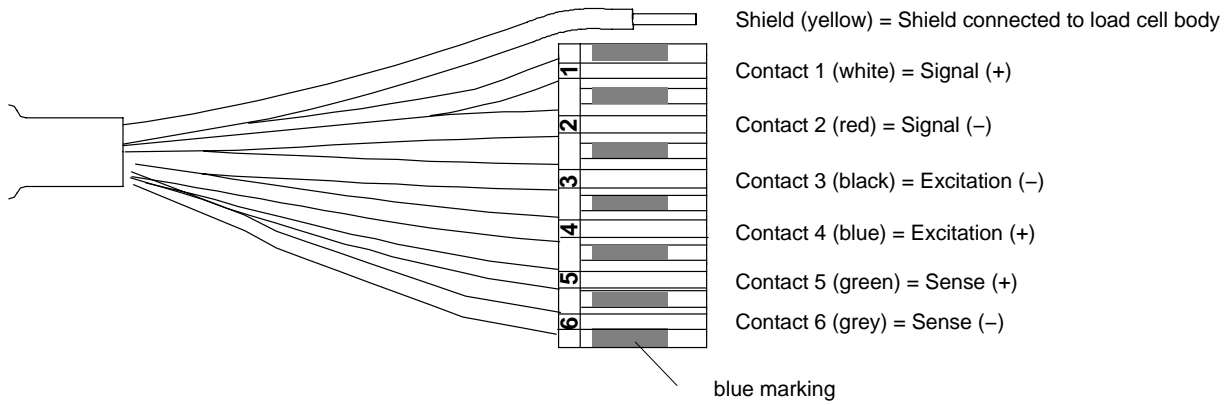 Shield (yellow) = Shield connected to load cell body
1
Contact 1 (white) = Signal (+)
2
Contact 2 (red) = Signal (−)
3
Contact 3 (black) = Excitation (−)
4
Contact 4 (blue) = Excitation (+)
5
Contact 5 (green) = Sense (+)
6
Contact 6 (grey) = Sense (−)
blue marking